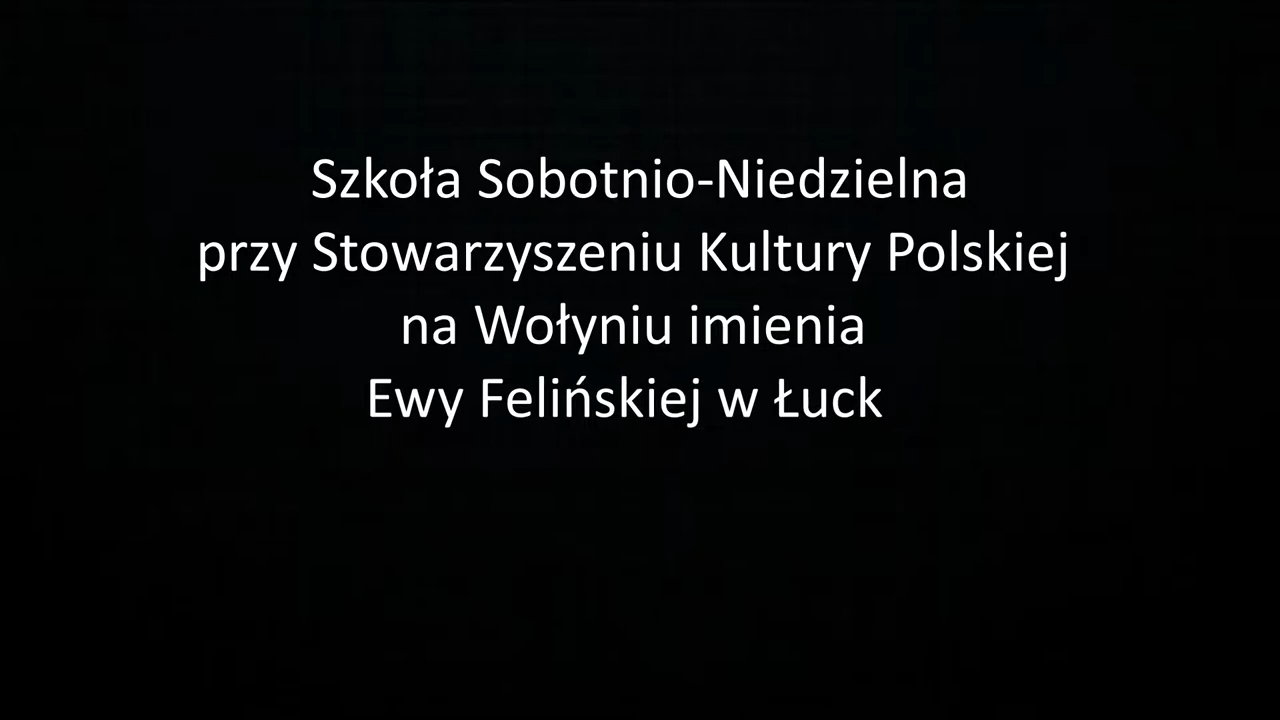 Szkoła Sobotnio-Niedzielna
przy Stowarzyszeniu Kultury Polskiej
na Wołyniu imienia
Ewy Felińskiej w Łuck